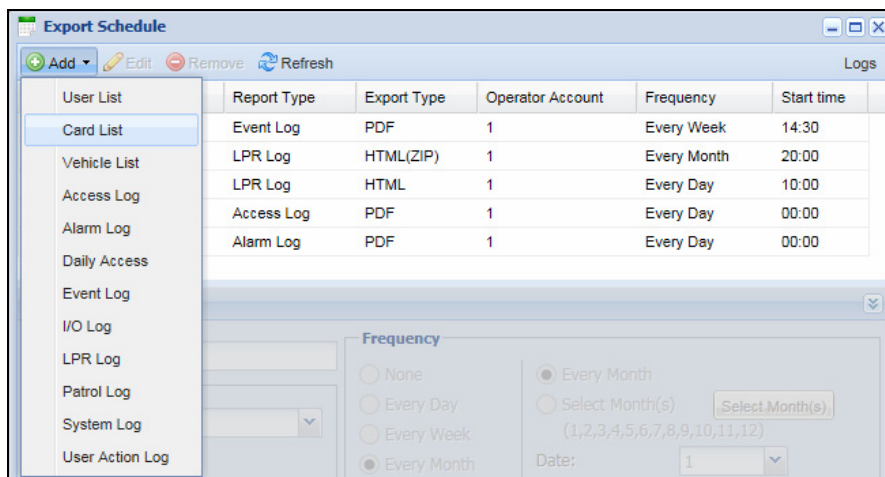 Export Schedule
Add Edit Remove Refresh Logs
User List
Card List
Vehicle List
Access Log
Alarm Log
Daily Access
Event Log
I/O Log
LPR Log
Patrol Log
System Log
User Action Log
Report Type Export Type Operator Account Frequency Start time
Event Log PDF 1 Every Week 14:30
LPR Log HTML(ZIP) 1 Every Month 20:00
LPR Log HTML 1 Every Day 10:00
Access Log PDF 1 Every Day 00:00
Alarm Log PDF 1 Every Day 00:00
Frequency
None
Every Day
Every Week
Every Month
Every Month
Select Month(s) Select Month(s)
(1,2,3,4,5,6,7,8,9,10,11,12)
Date: 1